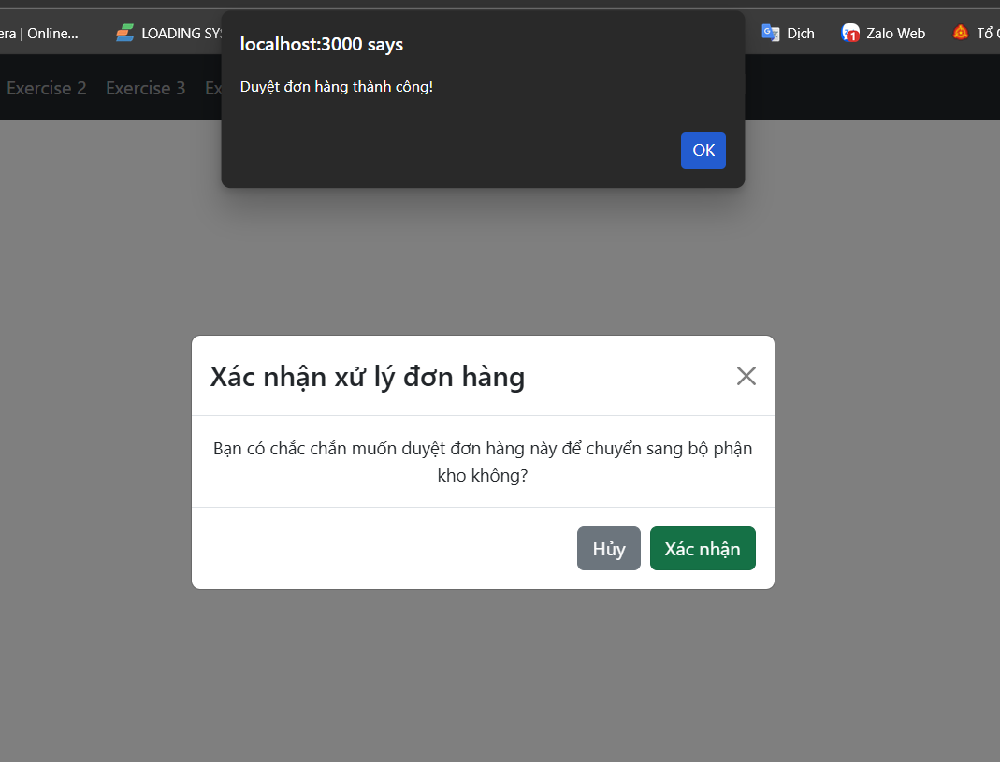 era | Online...
LOADING SYS
Dịch
Zalo Web
Tổ
Exercise 2
Exercise 3
Ex
localhost:3000 says
Duyệt đơn hàng thành công!
OK
Xác nhận xử lý đơn hàng
Bạn có chắc chắn muốn duyệt đơn hàng này để chuyển sang bộ phận
kho không?
Hủy
Xác nhận